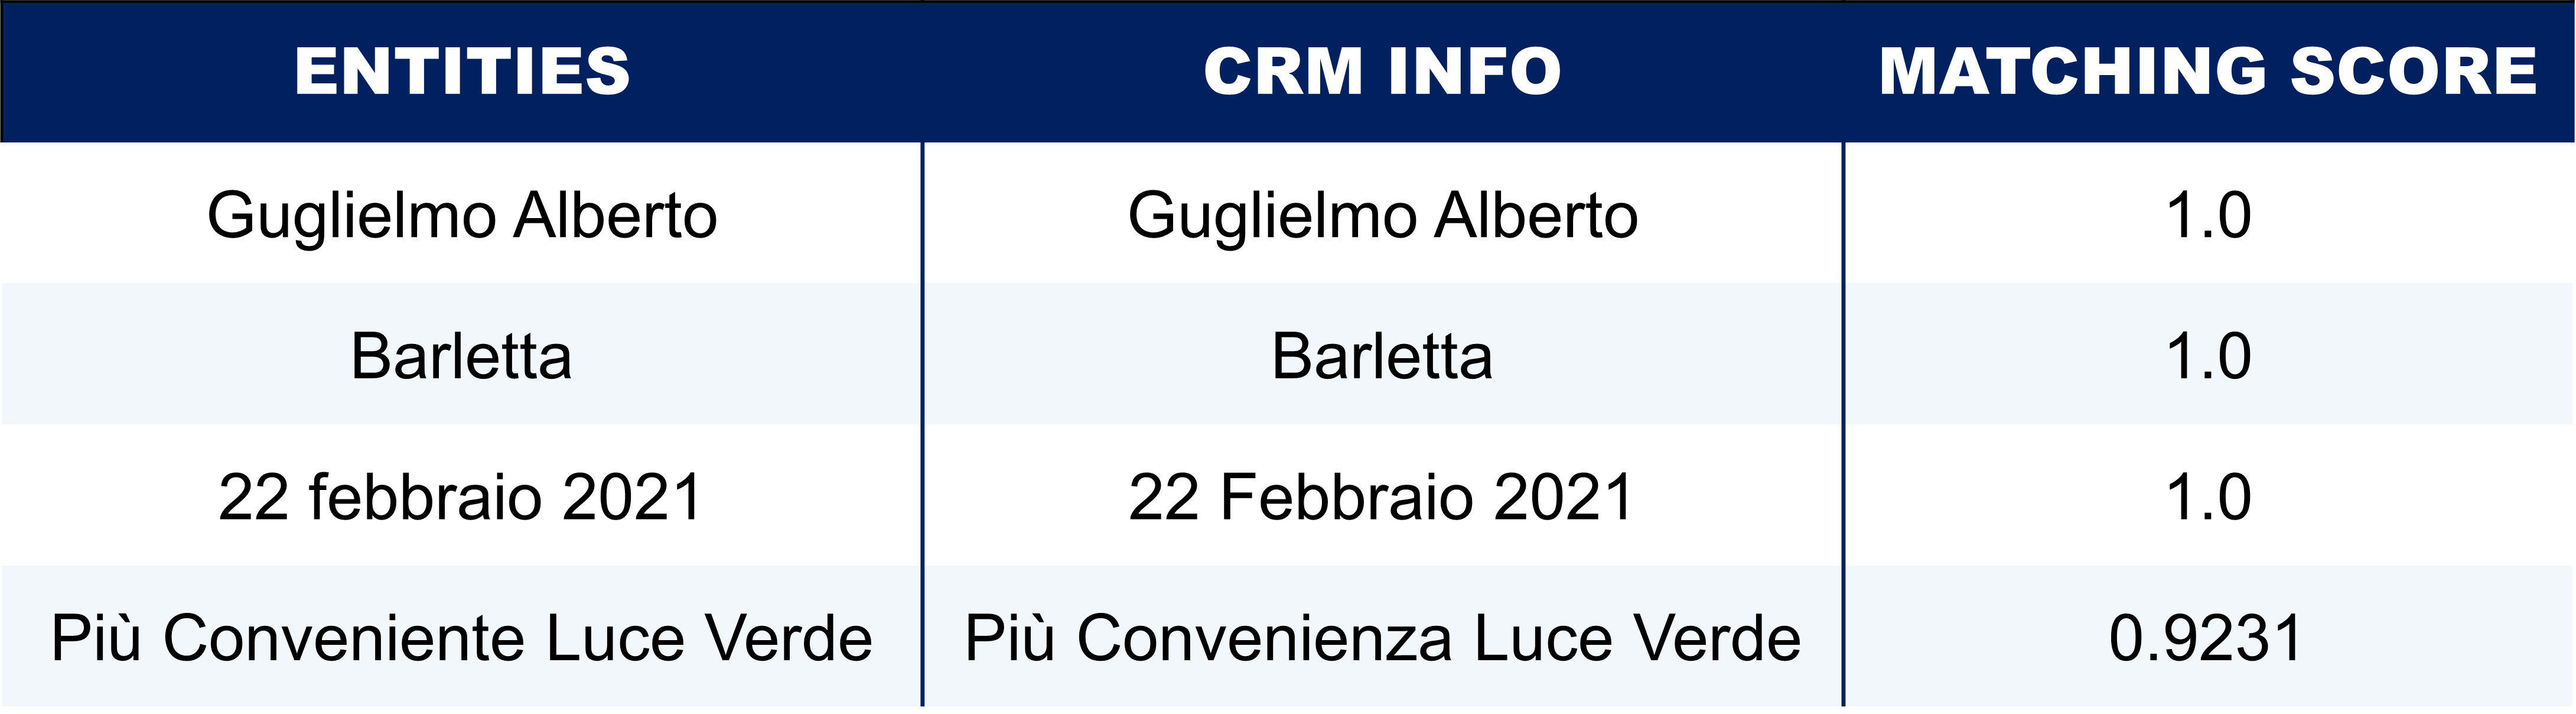 ENTITIES CRM INFO MATCHING SCORE
Guglielmo Alberto Guglielmo Alberto 1.0
Barletta Barletta 1.0
22 febbraio 2021 22 Febbraio 2021 1.0
Più Conveniente Luce Verde Più Convenienza Luce Verde 0.9231